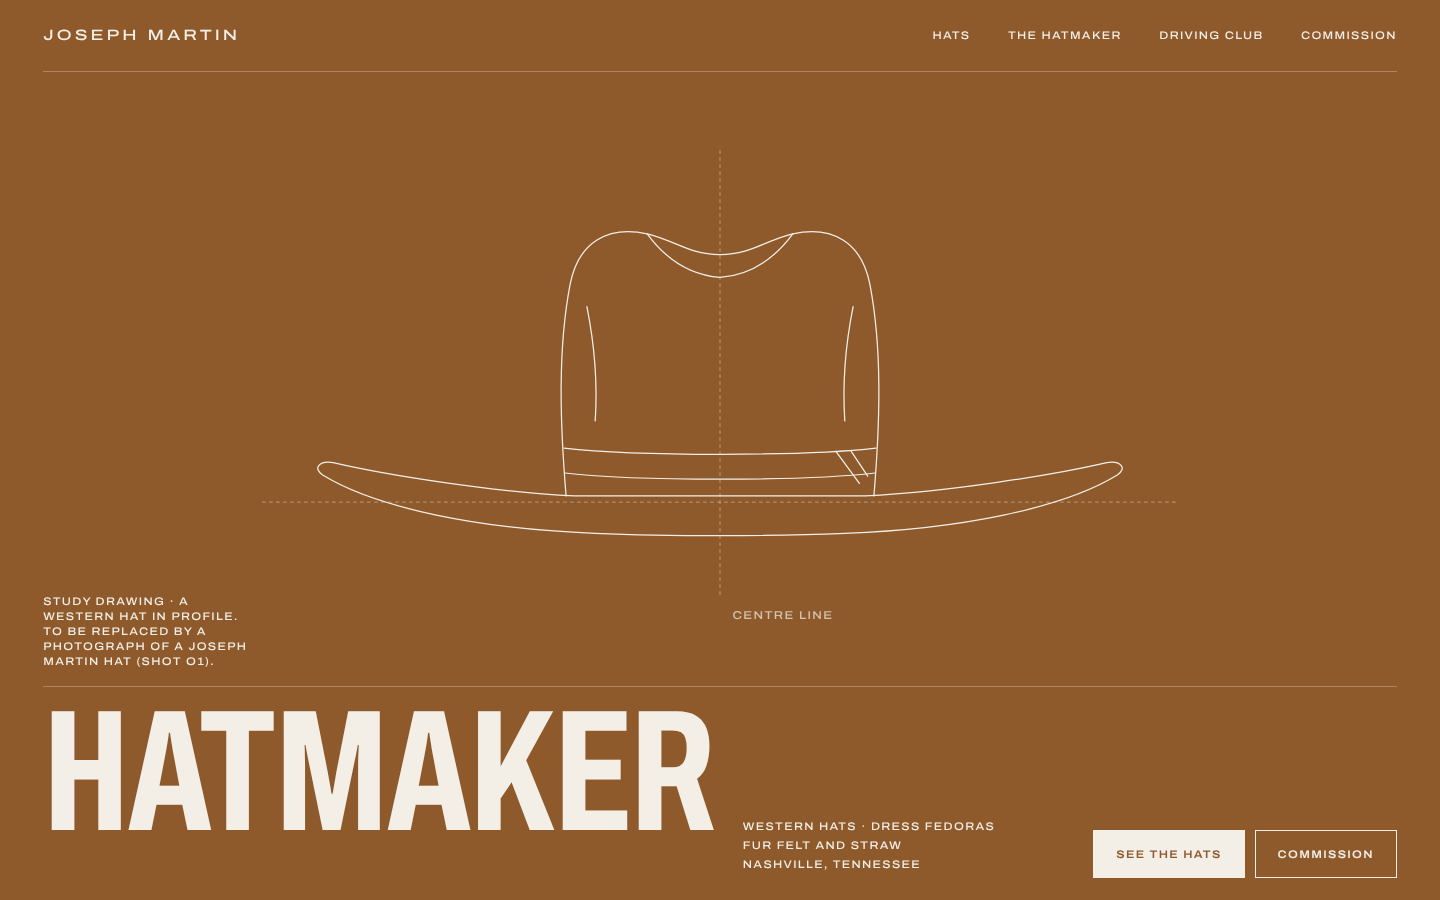 JOSEPH MARTIN
HATS THE HATMAKER DRIVING CLUB COMMISSION
CENTRE LINE
STUDY DRAWING · A
WESTERN HAT IN PROFILE.
TO BE REPLACED BY A
PHOTOGRAPH OF A JOSEPH
MARTIN HAT (SHOT 01).
HATMAKER
WESTERN HATS · DRESS FEDORAS
FUR FELT AND STRAW
NASHVILLE, TENNESSEE
SEE THE HATS
COMMISSION